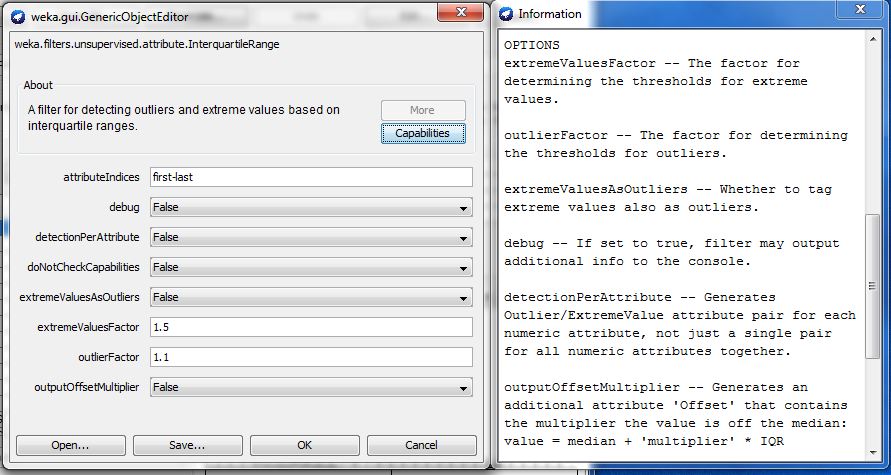 weka.gui.GenericObjectEditor
weka.filters.unsupervised.attribute.InterquartileRange
About
A filter for detecting outliers and extreme values based on
interquartile ranges.
More
Capabilities
attributeIndices first-last
debug False
detectionPerAttribute False
doNotCheckCapabilities False
extremeValuesAsOutliers False
extremeValuesFactor 1.5
outlierFactor 1.1
outputOffsetMultiplier False
Open... Save... OK Cancel
Information
OPTIONS
extremeValuesFactor -- The factor for
determining the thresholds for extreme
values.
outlierFactor -- The factor for determining
the thresholds for outliers.
extremeValuesAsOutliers -- Whether to tag
extreme values also as outliers.
debug -- If set to true, filter may output
additional info to the console.
detectionPerAttribute -- Generates
Outlier/ExtremeValue attribute pair for each
numeric attribute, not just a single pair
for all numeric attributes together.
outputOffsetMultiplier -- Generates an
additional attribute 'Offset' that contains
the multiplier the value is off the median:
value = median + 'multiplier' * IQR